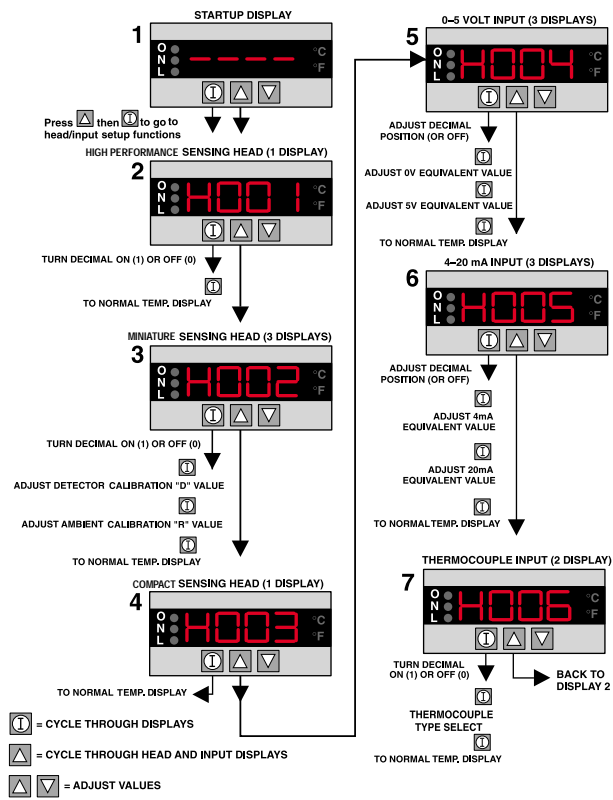 STARTUP DISPLAY
1
O
N
L
– – – –
°C
°F
Press △ then Ⓘ to go to
head/input setup functions
HIGH PERFORMANCE SENSING HEAD (1 DISPLAY)
2
O
N
L
H001
°C
°F
TURN DECIMAL ON (1) OR OFF (0)
TO NORMAL TEMP. DISPLAY
MINIATURE SENSING HEAD (3 DISPLAYS)
3
O
N
L
H002
°C
°F
TURN DECIMAL ON (1) OR OFF (0)
ADJUST DETECTOR CALIBRATION "D" VALUE
ADJUST AMBIENT CALIBRATION "R" VALUE
TO NORMAL TEMP. DISPLAY
COMPACT SENSING HEAD (1 DISPLAY)
4
O
N
L
H003
°C
°F
TO NORMAL TEMP. DISPLAY
Ⓘ = CYCLE THROUGH DISPLAYS
△ = CYCLE THROUGH HEAD AND INPUT DISPLAYS
△ ▽ = ADJUST VALUES
0–5 VOLT INPUT (3 DISPLAYS)
5
O
N
L
H004
°C
°F
ADJUST DECIMAL
POSITION (OR OFF)
ADJUST 0V EQUIVALENT VALUE
ADJUST 5V EQUIVALENT VALUE
TO NORMAL TEMP. DISPLAY
4–20 mA INPUT (3 DISPLAYS)
6
O
N
L
H005
°C
°F
ADJUST DECIMAL
POSITION (OR OFF)
ADJUST 4mA
EQUIVALENT VALUE
ADJUST 20mA
EQUIVALENT VALUE
TO NORMAL TEMP. DISPLAY
THERMOCOUPLE INPUT (2 DISPLAY)
7
O
N
L
H006
°C
°F
TURN DECIMAL
ON (1) OR OFF (0)
BACK TO
DISPLAY 2
THERMOCOUPLE
TYPE SELECT
TO NORMAL TEMP. DISPLAY